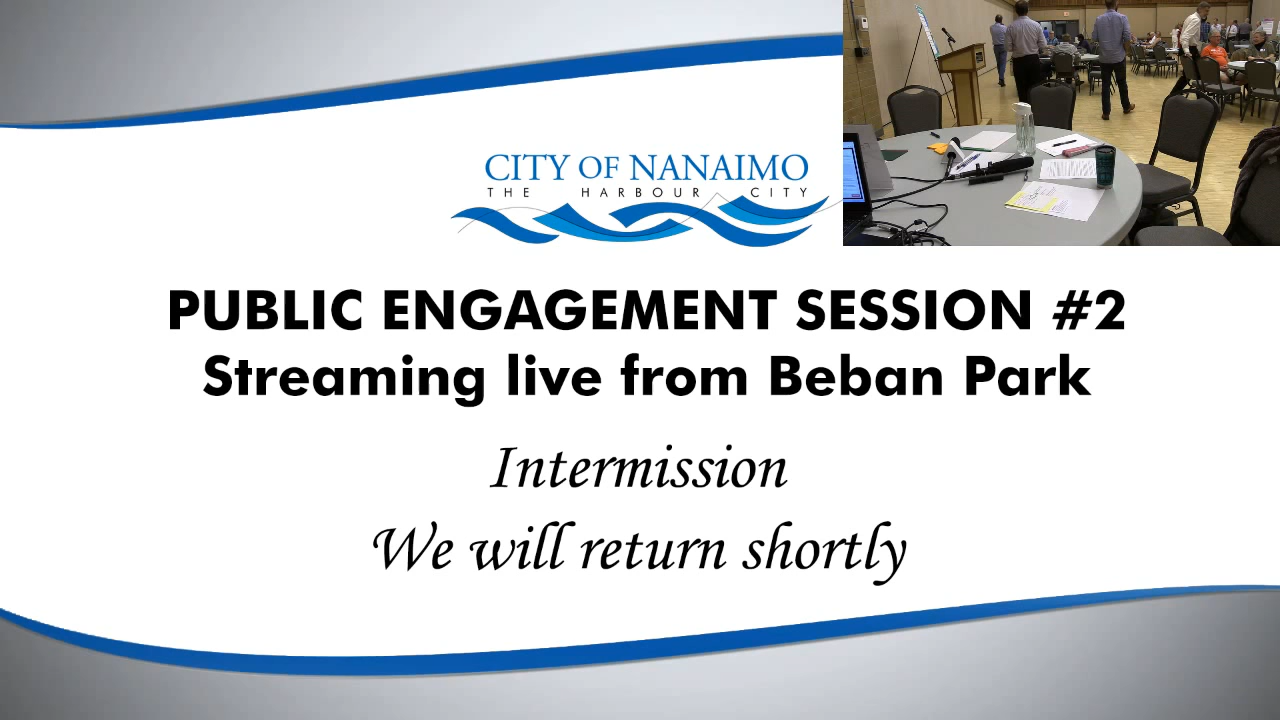 CITY OF NANAIMO
THE HARBOUR CITY
PUBLIC ENGAGEMENT SESSION #2
Streaming live from Beban Park
Intermission
We will return shortly